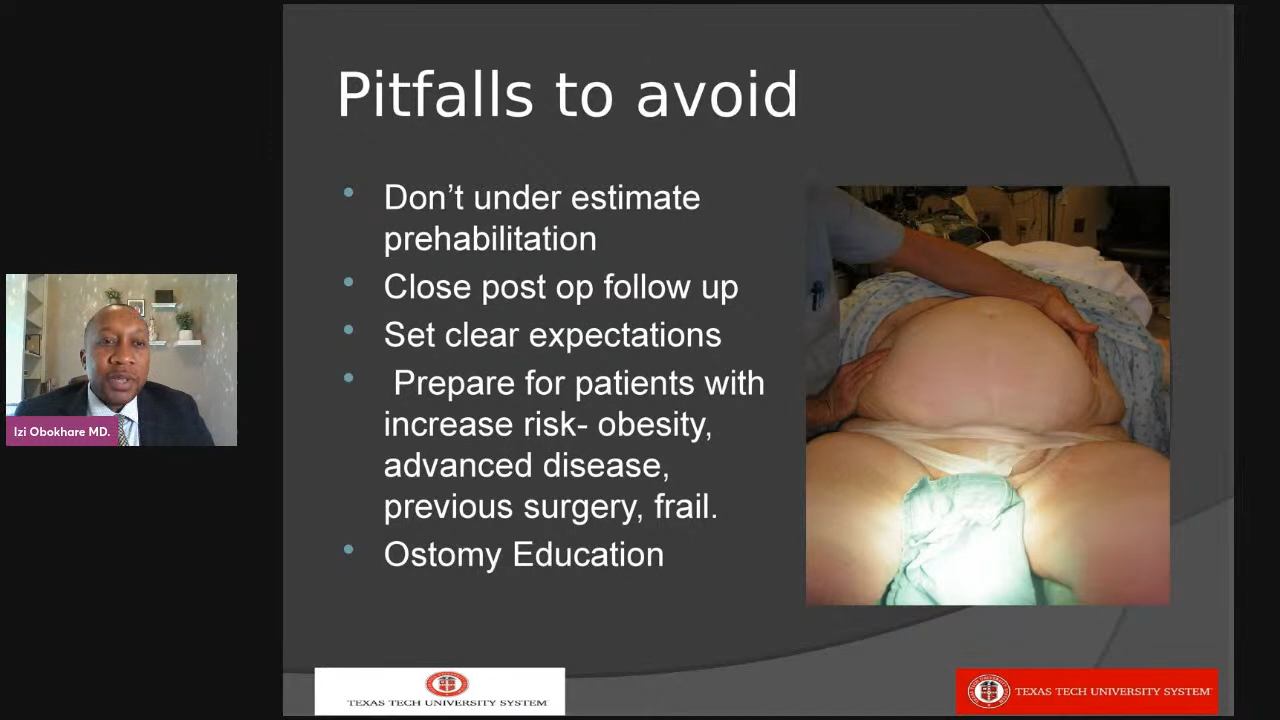 Pitfalls to avoid
Don’t under estimate
prehabilitation
Close post op follow up
Set clear expectations
Prepare for patients with
increase risk- obesity,
advanced disease,
previous surgery, frail.
Ostomy Education
Izi Obokhare MD.
TEXAS TECH UNIVERSITY SYSTEM
TEXAS TECH UNIVERSITY SYSTEM